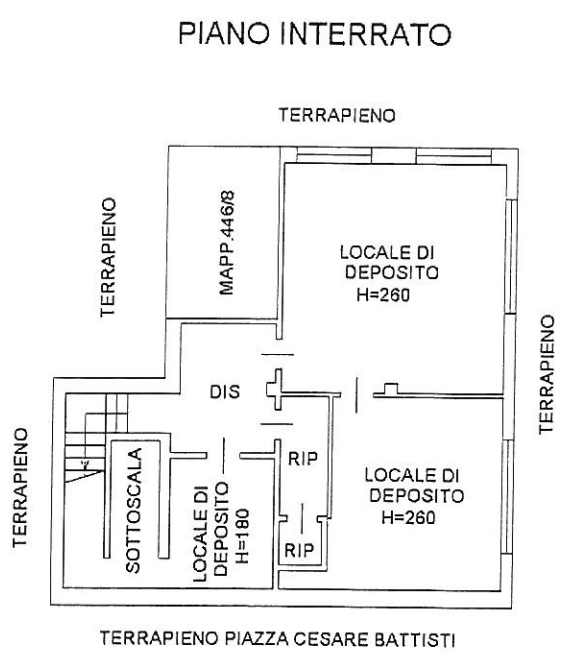 PIANO INTERRATO
TERRAPIENO
TERRAPIENO
MAPP.446/8
LOCALE DI
DEPOSITO
H=260
TERRAPIENO
DIS
TERRAPIENO
SOTTOSCALA
LOCALE DI
DEPOSITO
H=180
RIP
RIP
LOCALE DI
DEPOSITO
H=260
TERRAPIENO PIAZZA CESARE BATTISTI